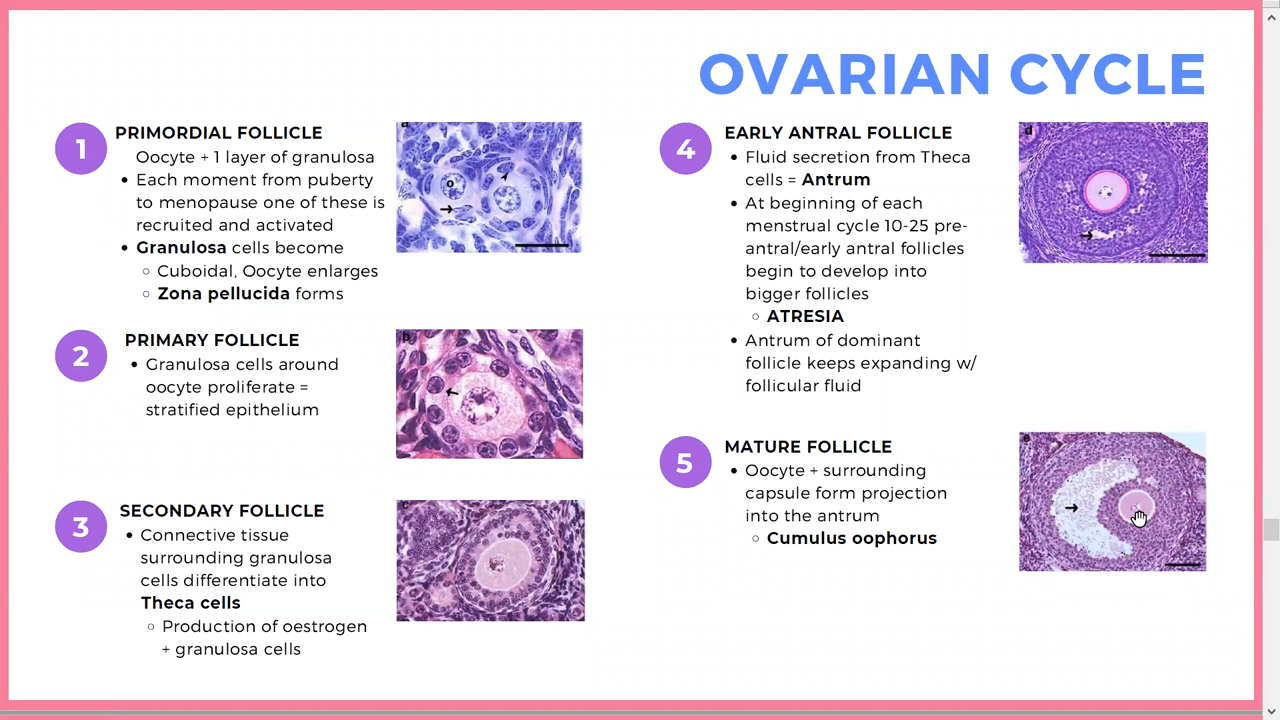 OVARIAN CYCLE
1
PRIMORDIAL FOLLICLE
Oocyte + 1 layer of granulosa
• Each moment from puberty
to menopause one of these is
recruited and activated
• Granulosa cells become
○ Cuboidal, Oocyte enlarges
○ Zona pellucida forms
a
o
2
PRIMARY FOLLICLE
• Granulosa cells around
oocyte proliferate =
stratified epithelium
b
3
SECONDARY FOLLICLE
• Connective tissue
surrounding granulosa
cells differentiate into
Theca cells
○ Production of oestrogen
+ granulosa cells
c
4
EARLY ANTRAL FOLLICLE
• Fluid secretion from Theca
cells = Antrum
• At beginning of each
menstrual cycle 10-25 pre-
antral/early antral follicles
begin to develop into
bigger follicles
○ ATRESIA
• Antrum of dominant
follicle keeps expanding w/
follicular fluid
d
5
MATURE FOLLICLE
• Oocyte + surrounding
capsule form projection
into the antrum
○ Cumulus oophorus
e